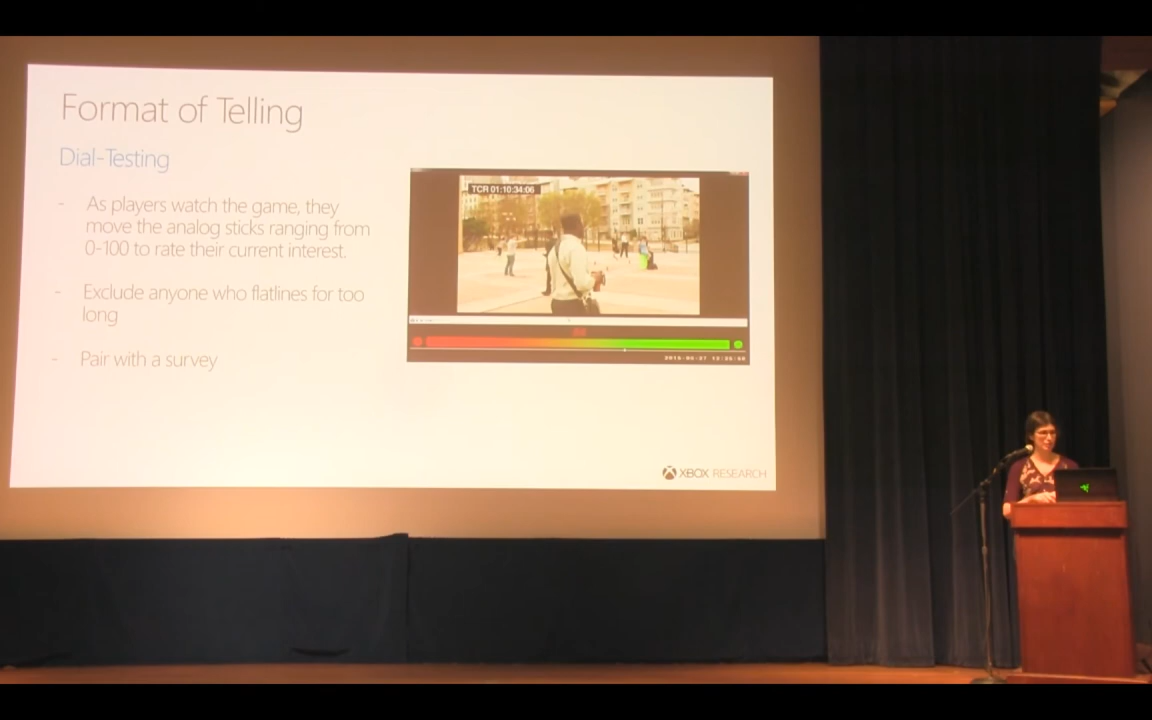 Format of Telling
Dial-Testing
- As players watch the game, they
move the analog sticks ranging from
0-100 to rate their current interest.
- Exclude anyone who flatlines for too
long
- Pair with a survey
TCR 01:10:34:06
XBOX RESEARCH